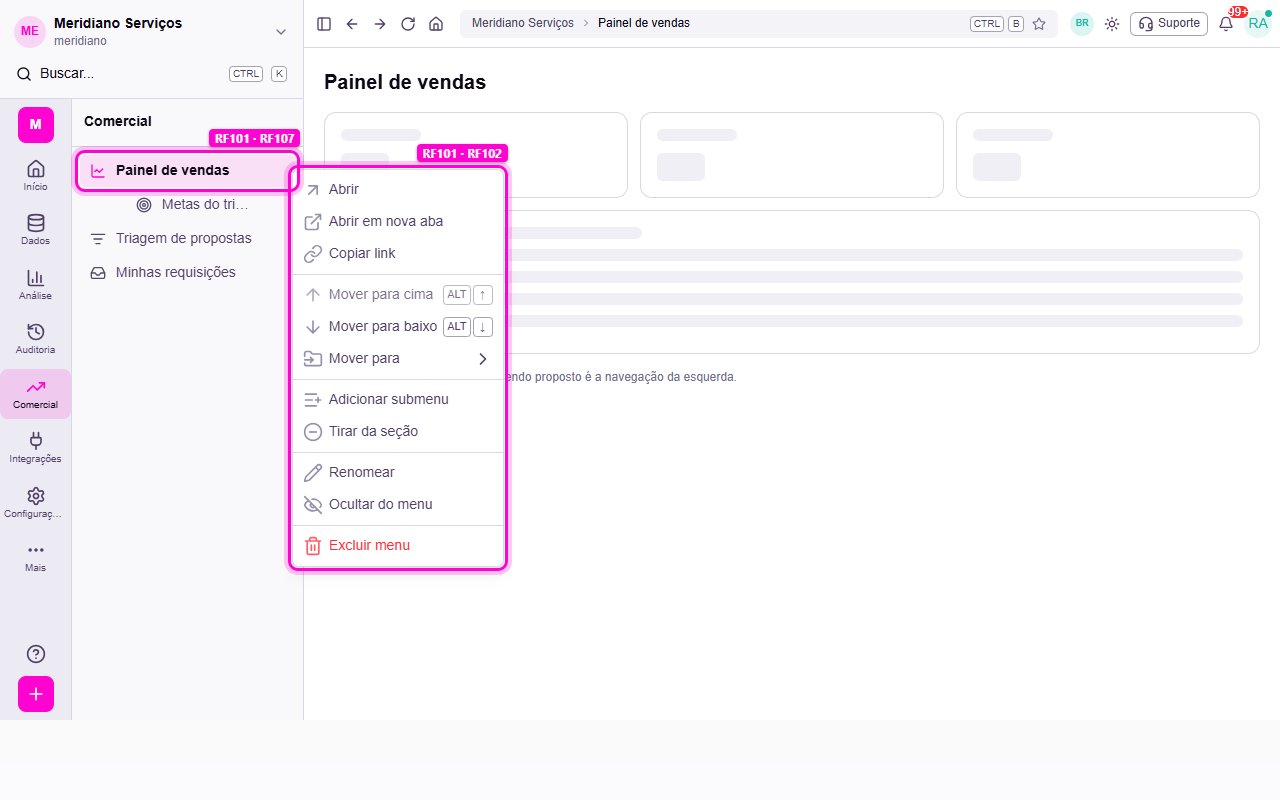 ME
Meridiano Serviços
meridiano
Buscar...
CTRL K
M
Início
Dados
Análise
Auditoria
Comercial
Integrações
Configuraç...
Mais
Comercial
RF101 - RF107
Painel de vendas
Metas do tri...
Triagem de propostas
Minhas requisições
Meridiano Serviços > Painel de vendas
CTRL B
BR
Suporte
99+
RA
Painel de vendas
RF101 - RF102
Abrir
Abrir em nova aba
Copiar link
Mover para cima ALT ↑
Mover para baixo ALT ↓
Mover para
Adicionar submenu
Tirar da seção
Renomear
Ocultar do menu
Excluir menu
endo proposto é a navegação da esquerda.